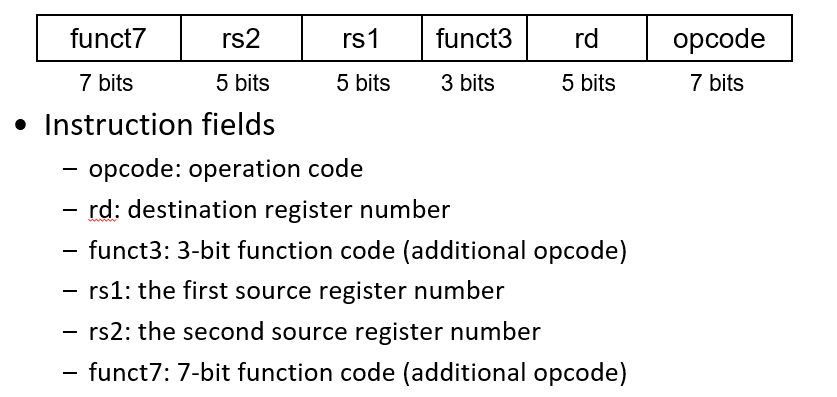 funct7 rs2 rs1 funct3 rd opcode
7 bits 5 bits 5 bits 3 bits 5 bits 7 bits
• Instruction fields
– opcode: operation code
– rd: destination register number
– funct3: 3-bit function code (additional opcode)
– rs1: the first source register number
– rs2: the second source register number
– funct7: 7-bit function code (additional opcode)